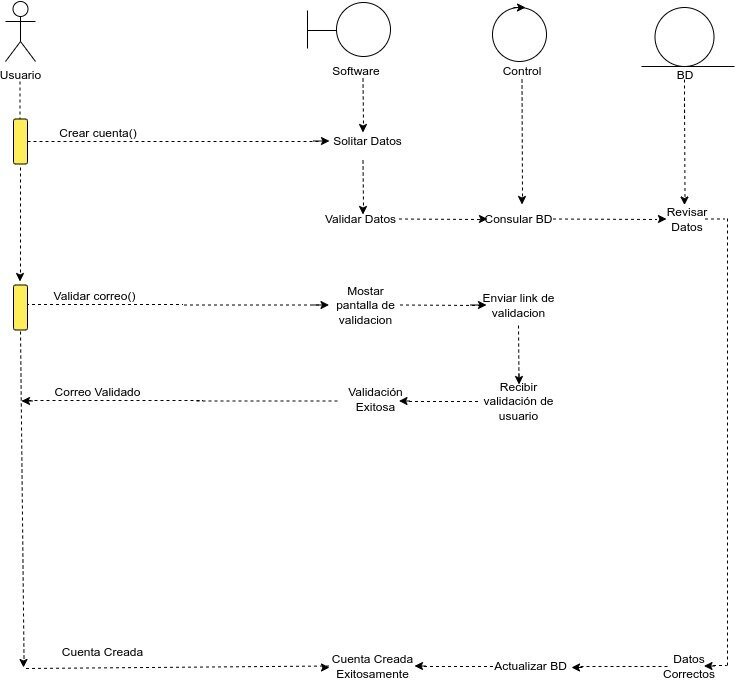 Usuario
Software
Control
BD
Crear cuenta()
Solitar Datos
Validar Datos
Consular BD
Revisar
Datos
Validar correo()
Mostar
pantalla de
validacion
Enviar link de
validacion
Correo Validado
Validación
Exitosa
Recibir
validación de
usuario
Cuenta Creada
Cuenta Creada
Exitosamente
Actualizar BD
Datos
Correctos